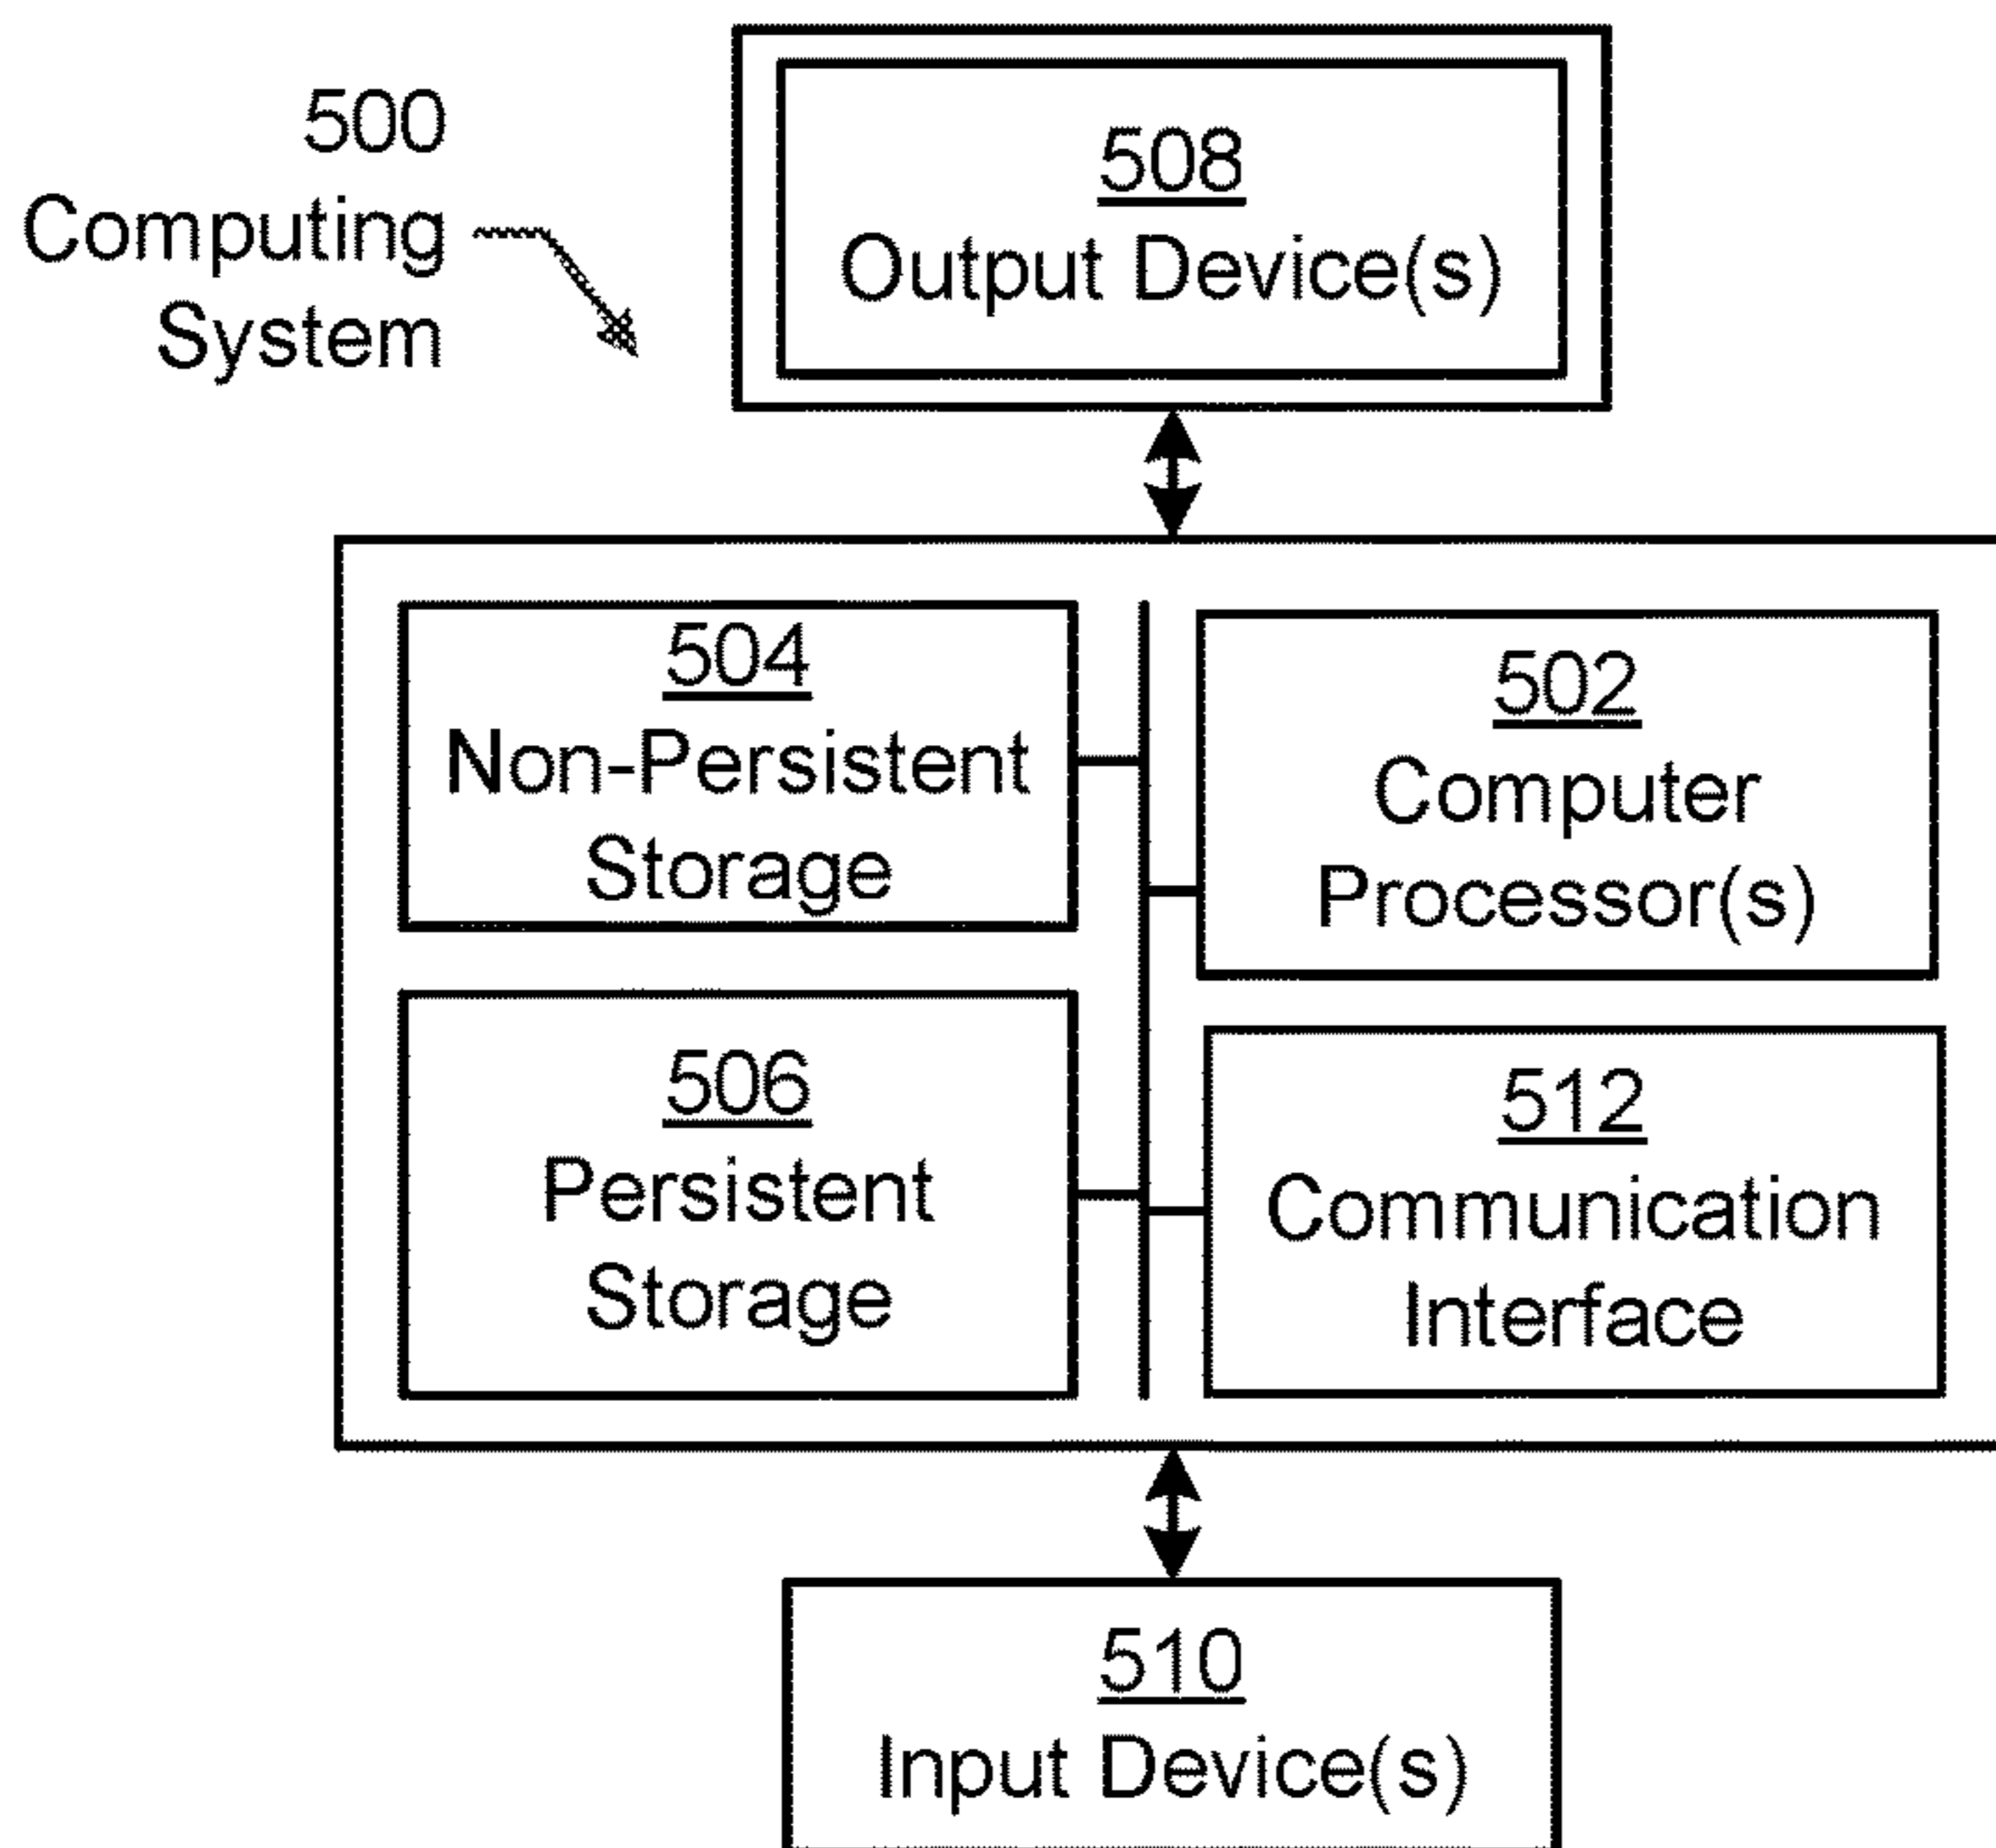 500
Computing
System
508
Output Device(s)
504
Non-Persistent
Storage
502
Computer
Processor(s)
506
Persistent
Storage
512
Communication
Interface
510
Input Device(s)